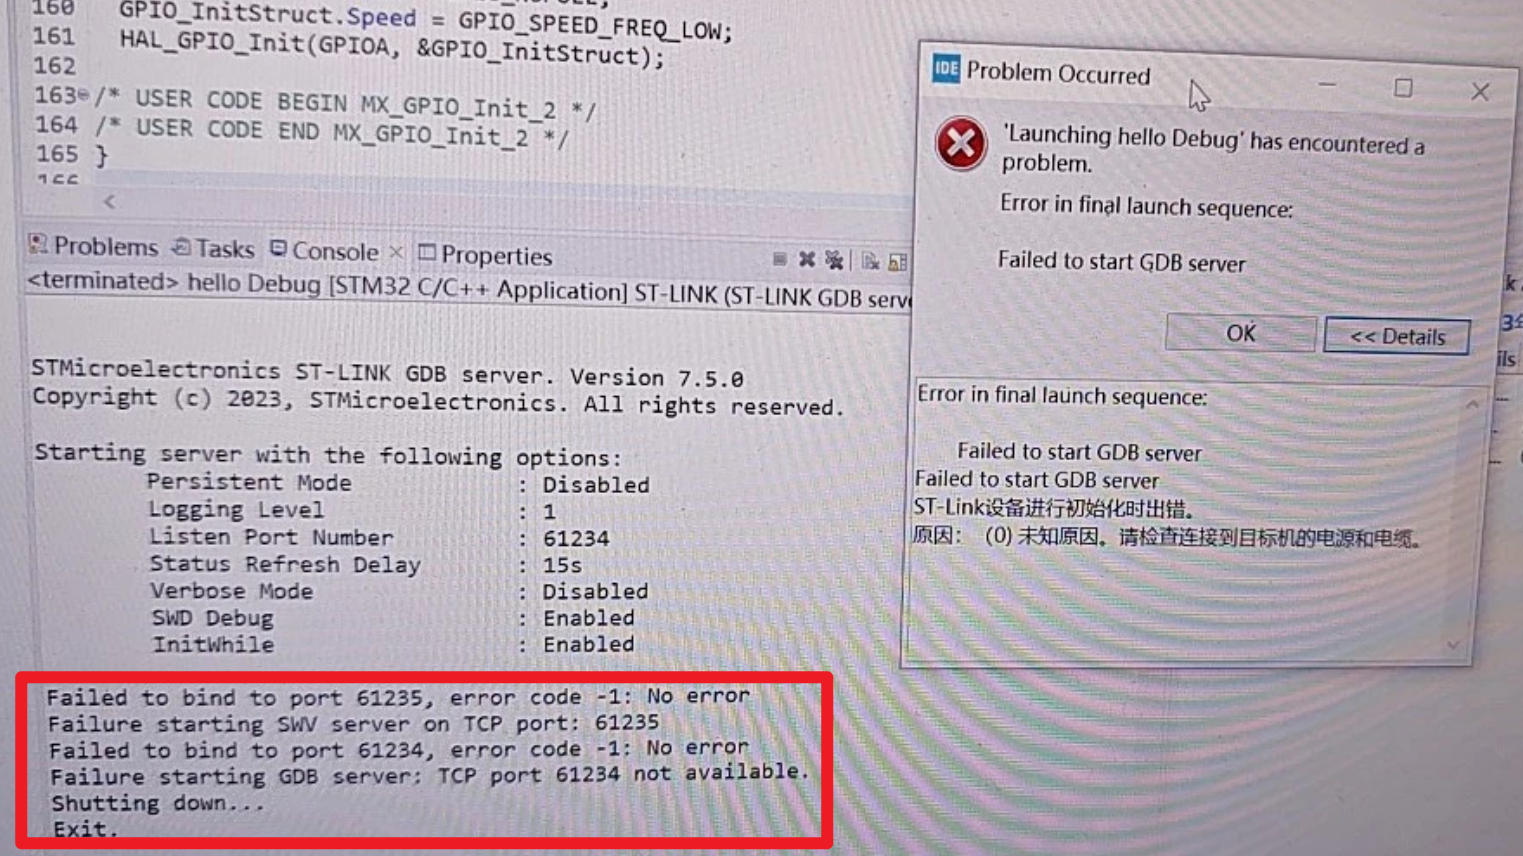 160 GPIO_InitStruct.Speed = GPIO_SPEED_FREQ_LOW;
161 HAL_GPIO_Init(GPIOA, &GPIO_InitStruct);
162
163 /* USER CODE BEGIN MX_GPIO_Init_2 */
164 /* USER CODE END MX_GPIO_Init_2 */
165 }
Problems Tasks Console Properties
<terminated> hello Debug [STM32 C/C++ Application] ST-LINK (ST-LINK GDB serve
STMicroelectronics ST-LINK GDB server. Version 7.5.0
Copyright (c) 2023, STMicroelectronics. All rights reserved.
Starting server with the following options:
Persistent Mode : Disabled
Logging Level : 1
Listen Port Number : 61234
Status Refresh Delay : 15s
Verbose Mode : Disabled
SWD Debug : Enabled
InitWhile : Enabled
Failed to bind to port 61235, error code -1: No error
Failure starting SWV server on TCP port: 61235
Failed to bind to port 61234, error code -1: No error
Failure starting GDB server: TCP port 61234 not available.
Shutting down...
Exit.
IDE Problem Occurred
'Launching hello Debug' has encountered a
problem.
Error in final launch sequence:
Failed to start GDB server
OK << Details
Error in final launch sequence:
Failed to start GDB server
Failed to start GDB server
ST-Link设备进行初始化时出错。
原因： (0) 未知原因。请检查连接到目标机的电源和电缆。